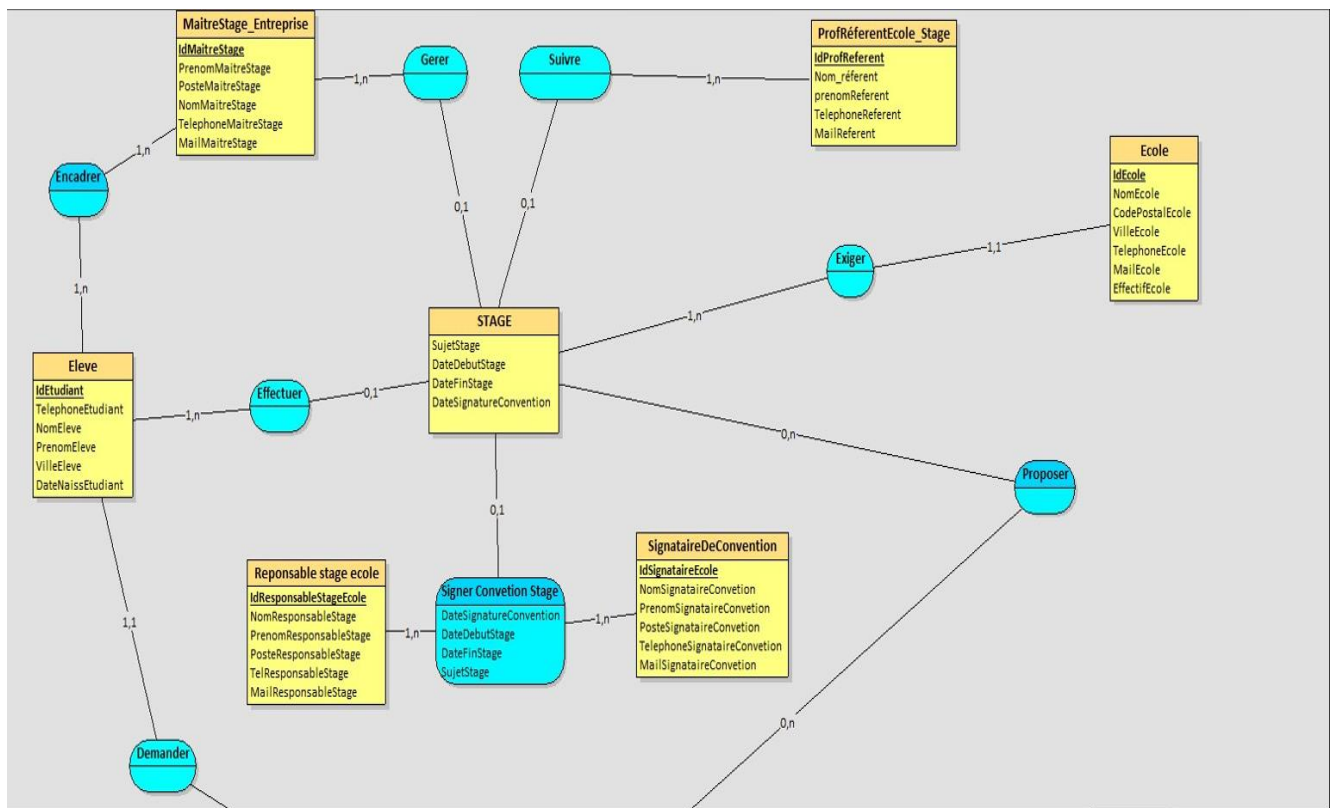 MaitreStage_Entreprise
IdMaitreStage
PrenomMaitreStage
PosteMaitreStage
NomMaitreStage
TelephoneMaitreStage
MailMaitreStage
1,n
Gerer
Suivre
1,n
ProfRéferentEcole_Stage
IdProfReferent
Nom_réferent
prenomReferent
TelephoneReferent
MailReferent
1,n
Encadrer
0,1
0,1
Ecole
IdEcole
NomEcole
CodePostalEcole
VilleEcole
TelephoneEcole
MailEcole
EffectifEcole
1,1
Exiger
1,n
1,n
STAGE
SujetStage
DateDebutStage
DateFinStage
DateSignatureConvention
Eleve
IdEtudiant
TelephoneEtudiant
NomEleve
PrenomEleve
VilleEleve
DateNaissEtudiant
1,n
Effectuer
0,1
0,n
Proposer
0,1
1,1
Reponsable stage ecole
IdResponsableStageEcole
NomResponsableStage
PrenomResponsableStage
PosteResponsableStage
TelResponsableStage
MailResponsableStage
1,n
Signer Convetion Stage
DateSignatureConvention
DateDebutStage
DateFinStage
SujetStage
1,n
SignataireDeConvention
IdSignataireEcole
NomSignataireConvetion
PrenomSignataireConvetion
PosteSignataireConvetion
TelephoneSignataireConvetion
MailSignataireConvetion
0,n
Demander